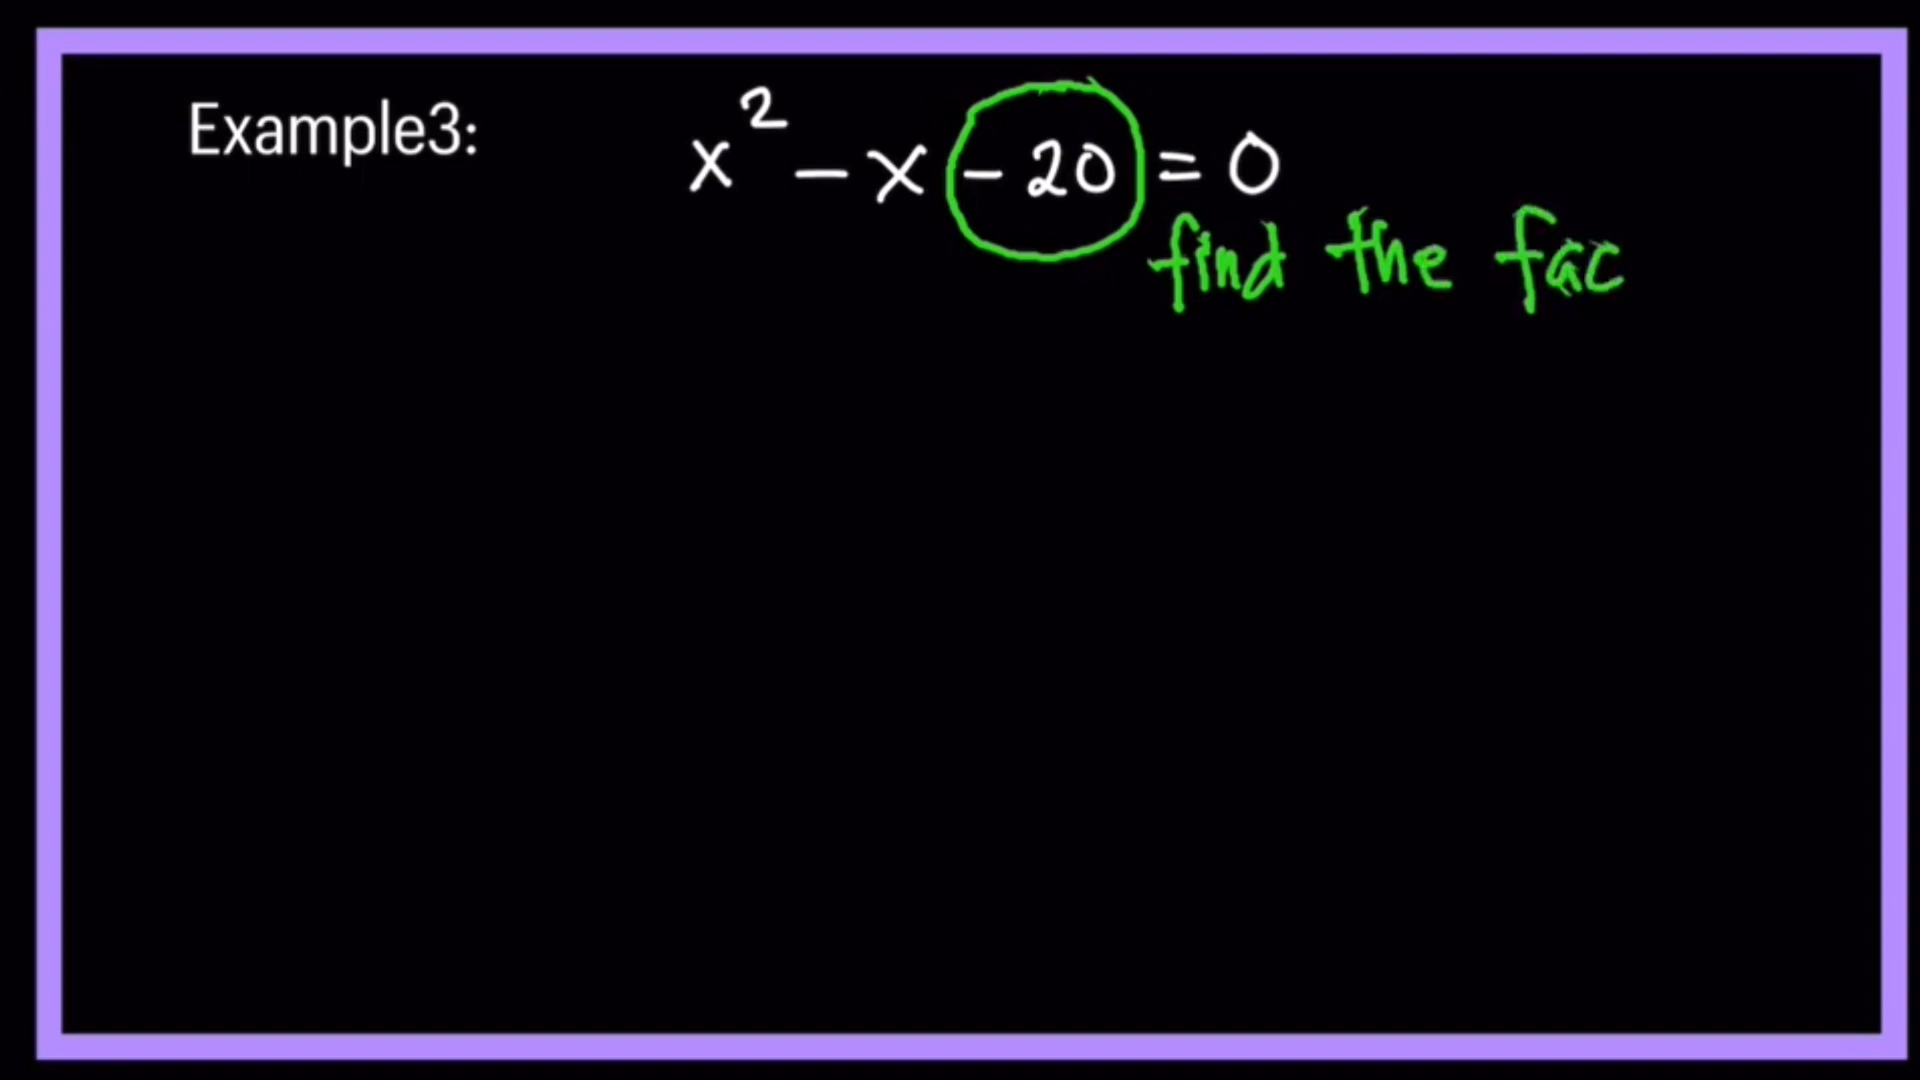 Example3: x² - x - 20 = 0
find the fac